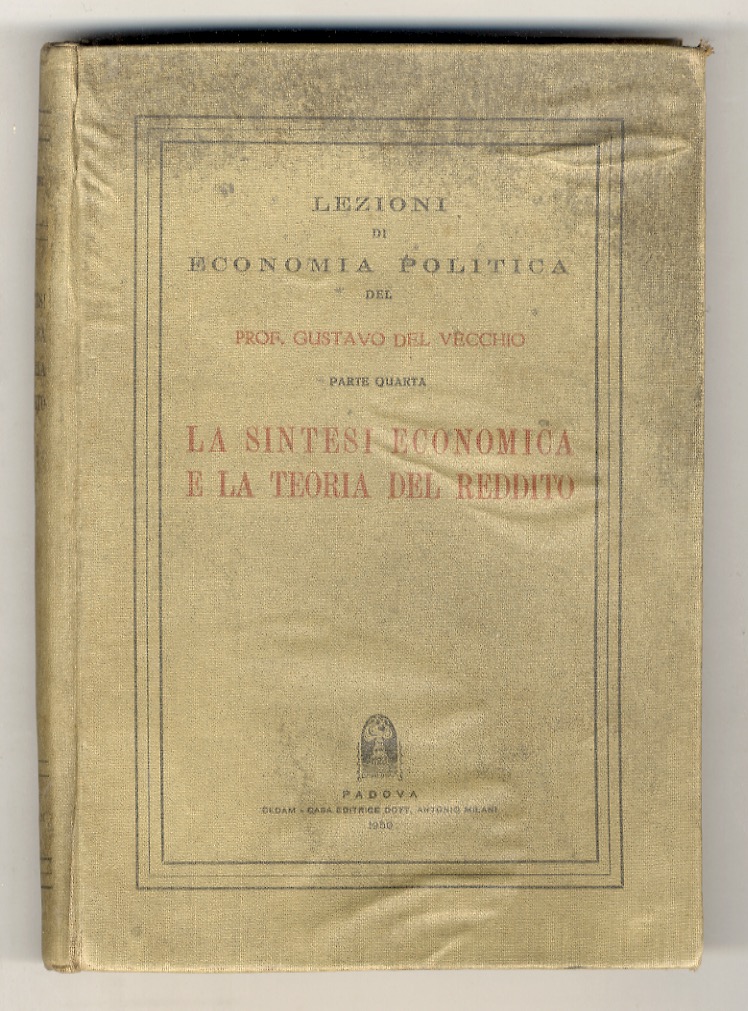 LEZIONI
DI
ECONOMIA POLITICA
DEL
PROF. GUSTAVO DEL VECCHIO
PARTE QUARTA
LA SINTESI ECONOMICA
E LA TEORIA DEL REDDITO
PADOVA
CEDAM - CASA EDITRICE DOTT. ANTONIO MILANI
1950